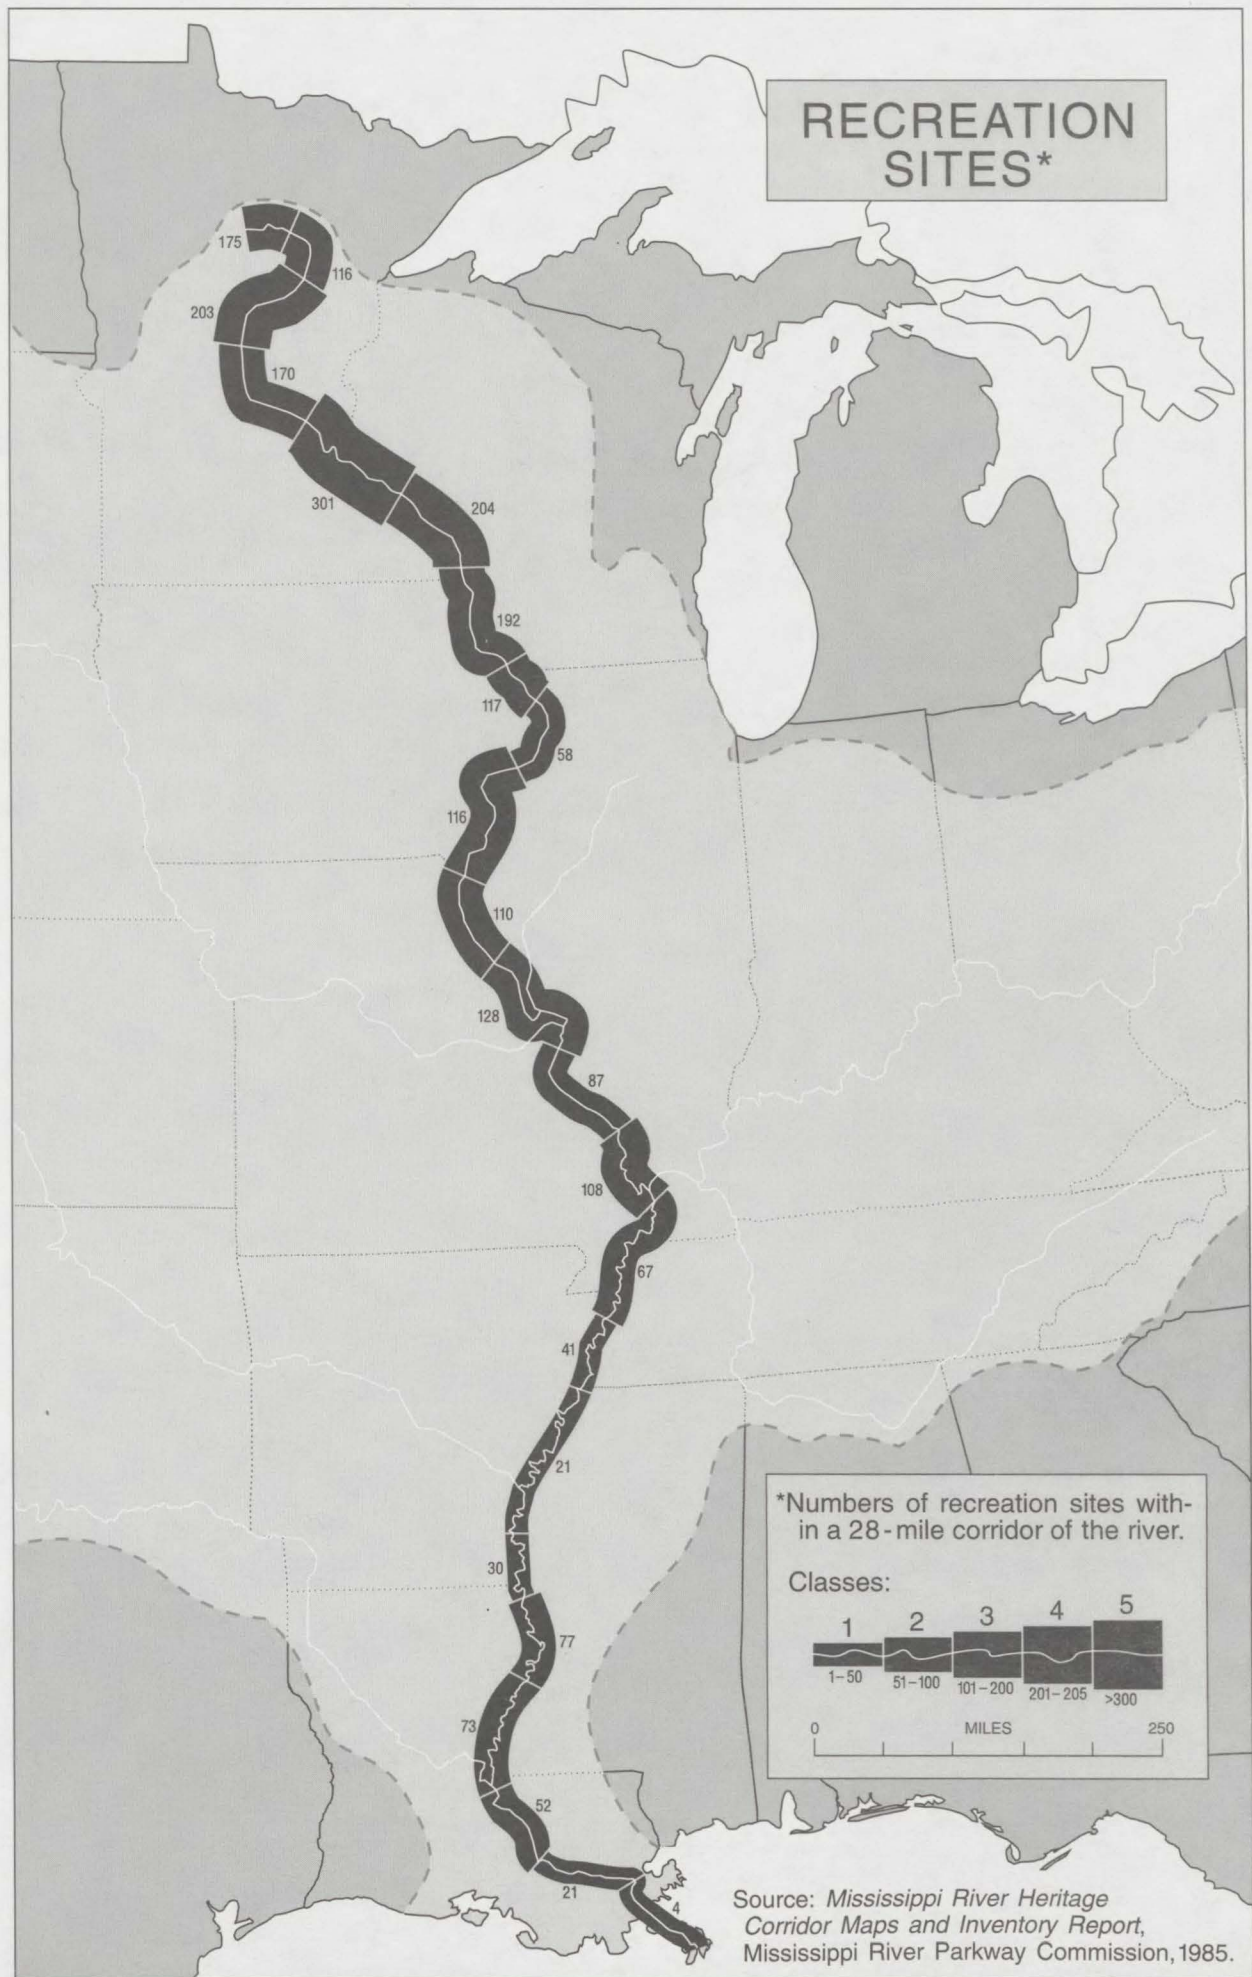 RECREATION
SITES*
175
116
203
170
301
204
192
117
58
116
110
128
87
108
67
41
21
30
77
73
52
21
4
*Numbers of recreation sites with-
in a 28-mile corridor of the river.
Classes:
1 2 3 4 5
1–50 51–100 101–200 201–205 >300
0 MILES 250
Source: Mississippi River Heritage
Corridor Maps and Inventory Report,
Mississippi River Parkway Commission, 1985.